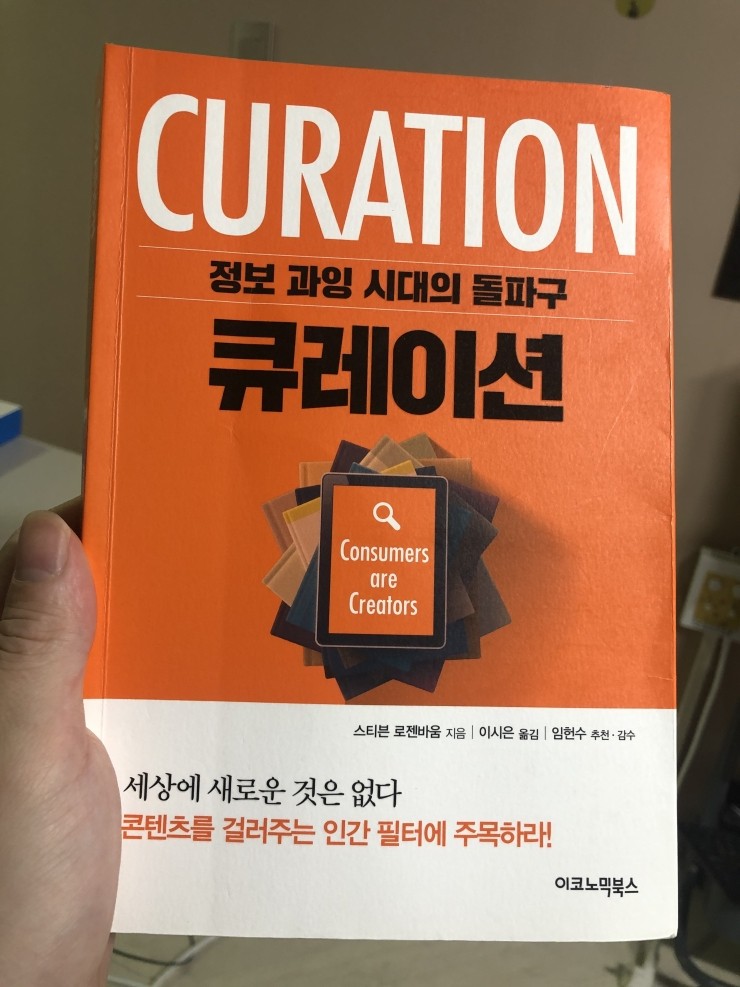 CURATION
정보 과잉 시대의 돌파구
큐레이션
Consumers
are
Creators
스티븐 로젠바움 지음 | 이시은 옮김 | 임헌수 추천·감수
세상에 새로운 것은 없다
콘텐츠를 걸러주는 인간 필터에 주목하라!
이코노믹북스